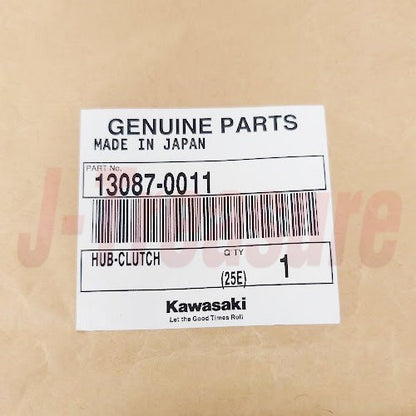 GENUINE PARTS
MADE IN JAPAN
PART No.
13087-0011
J-Treasure
HUB-CLUTCH
Q'TY
(25E)
1
Kawasaki
Let the Good Times Roll